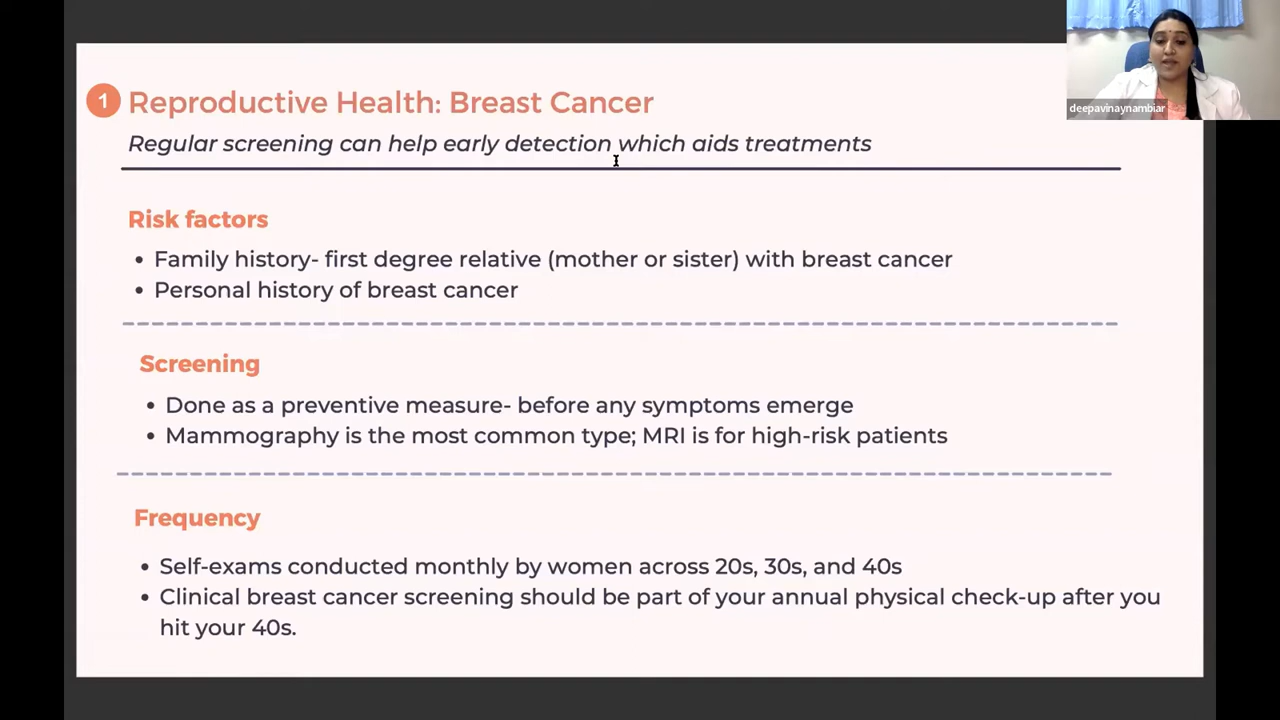 1 Reproductive Health: Breast Cancer
deepavinaynambiar
Regular screening can help early detection which aids treatments
Risk factors
• Family history- first degree relative (mother or sister) with breast cancer
• Personal history of breast cancer
Screening
• Done as a preventive measure- before any symptoms emerge
• Mammography is the most common type; MRI is for high-risk patients
Frequency
• Self-exams conducted monthly by women across 20s, 30s, and 40s
• Clinical breast cancer screening should be part of your annual physical check-up after you
hit your 40s.